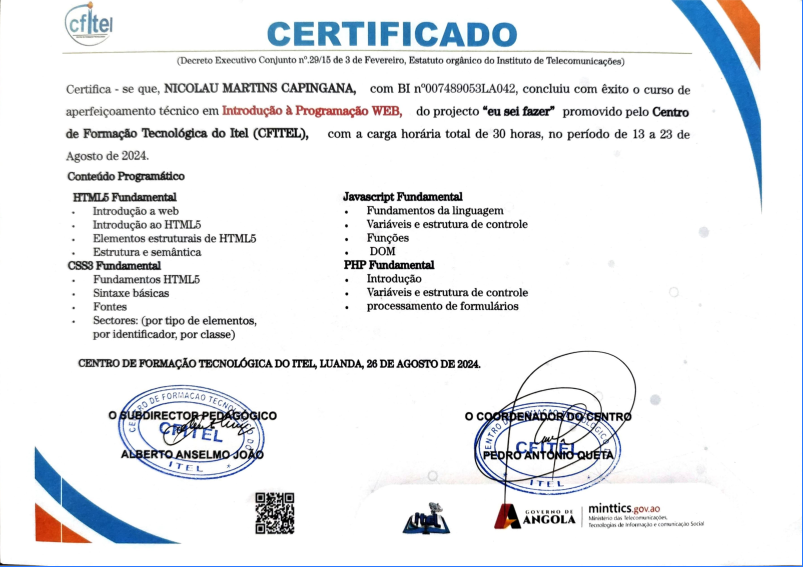 cfitel
CERTIFICADO
(Decreto Executivo Conjunto nº.29/15 de 3 de Fevereiro, Estatuto orgânico do Instituto de Telecomunicações)
Certifica - se que, NICOLAU MARTINS CAPINGANA, com BI nº007489053LA042, concluiu com êxito o curso de
aperfeiçoamento técnico em Introdução à Programação WEB, do projecto “eu sei fazer” promovido pelo Centro
de Formação Tecnológica do Itel (CFITEL), com a carga horária total de 30 horas, no período de 13 a 23 de
Agosto de 2024.
Conteúdo Programático
HTML5 Fundamental
• Introdução a web
• Introdução ao HTML5
• Elementos estruturais de HTML5
• Estrutura e semântica
CSS3 Fundamental
• Fundamentos HTML5
• Sintaxe básicas
• Fontes
• Sectores: (por tipo de elementos,
por identificador, por classe)
Javascript Fundamental
• Fundamentos da linguagem
• Variáveis e estrutura de controle
• Funções
• DOM
PHP Fundamental
• Introdução
• Variáveis e estrutura de controle
• processamento de formulários
CENTRO DE FORMAÇÃO TECNOLÓGICA DO ITEL, LUANDA, 26 DE AGOSTO DE 2024.
O SUBDIRECTOR PEDAGÓGICO
CFITEL
ALBERTO ANSELMO JOÃO
ITEL
O COORDENADOR DO CENTRO
CFITEL
PEDRO ANTÓNIO QUETA
ITEL
itel
GOVERNO DE
ANGOLA
minttics.gov.ao
Ministério das Telecomunicações,
Tecnologias de Informação e comunicação Social